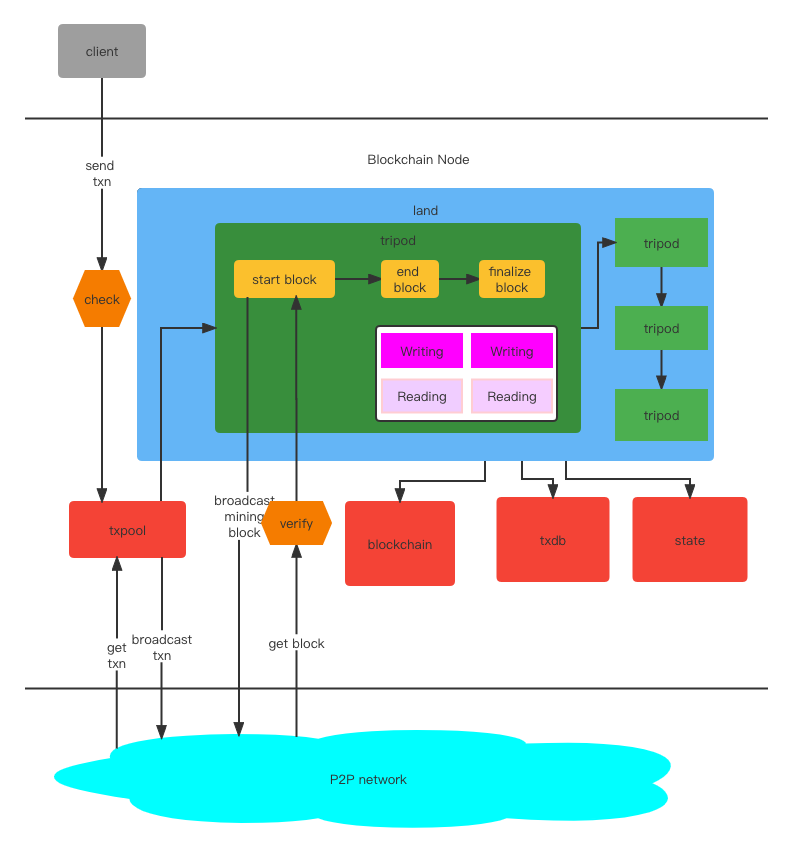 client
send
txn
Blockchain Node
land
tripod
start block
end
block
finalize
block
tripod
check
tripod
Writing
Writing
Reading
Reading
tripod
broadcast
mining
block
verify
txpool
blockchain
txdb
state
get
txn
broadcast
txn
get block
P2P network